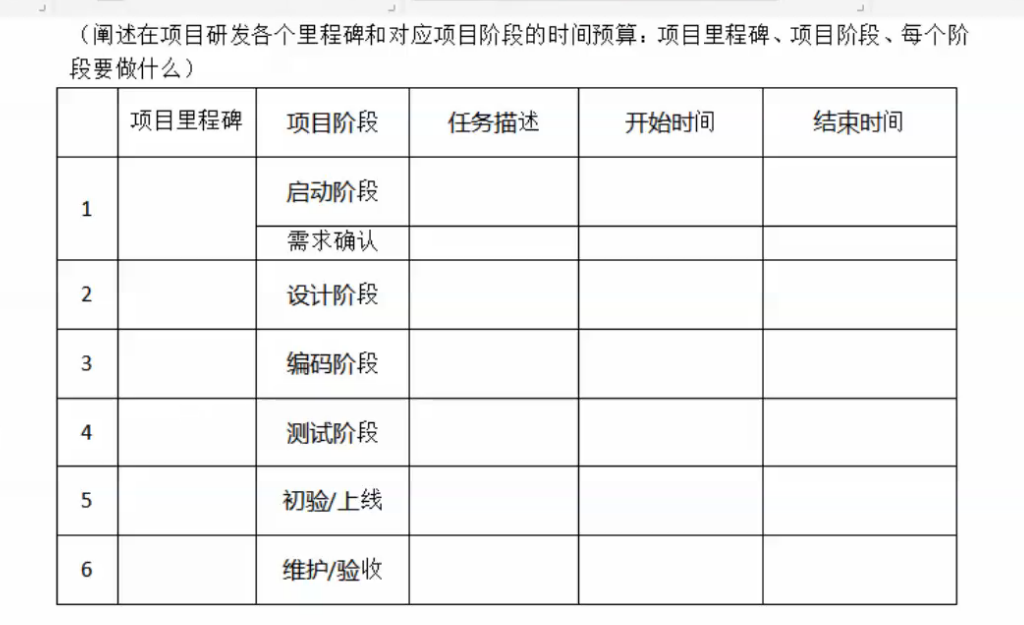 （阐述在项目研发各个里程碑和对应项目阶段的时间预算：项目里程碑、项目阶段、每个阶
段要做什么）
项目里程碑 项目阶段 任务描述 开始时间 结束时间
1 启动阶段
需求确认
2 设计阶段
3 编码阶段
4 测试阶段
5 初验/上线
6 维护/验收